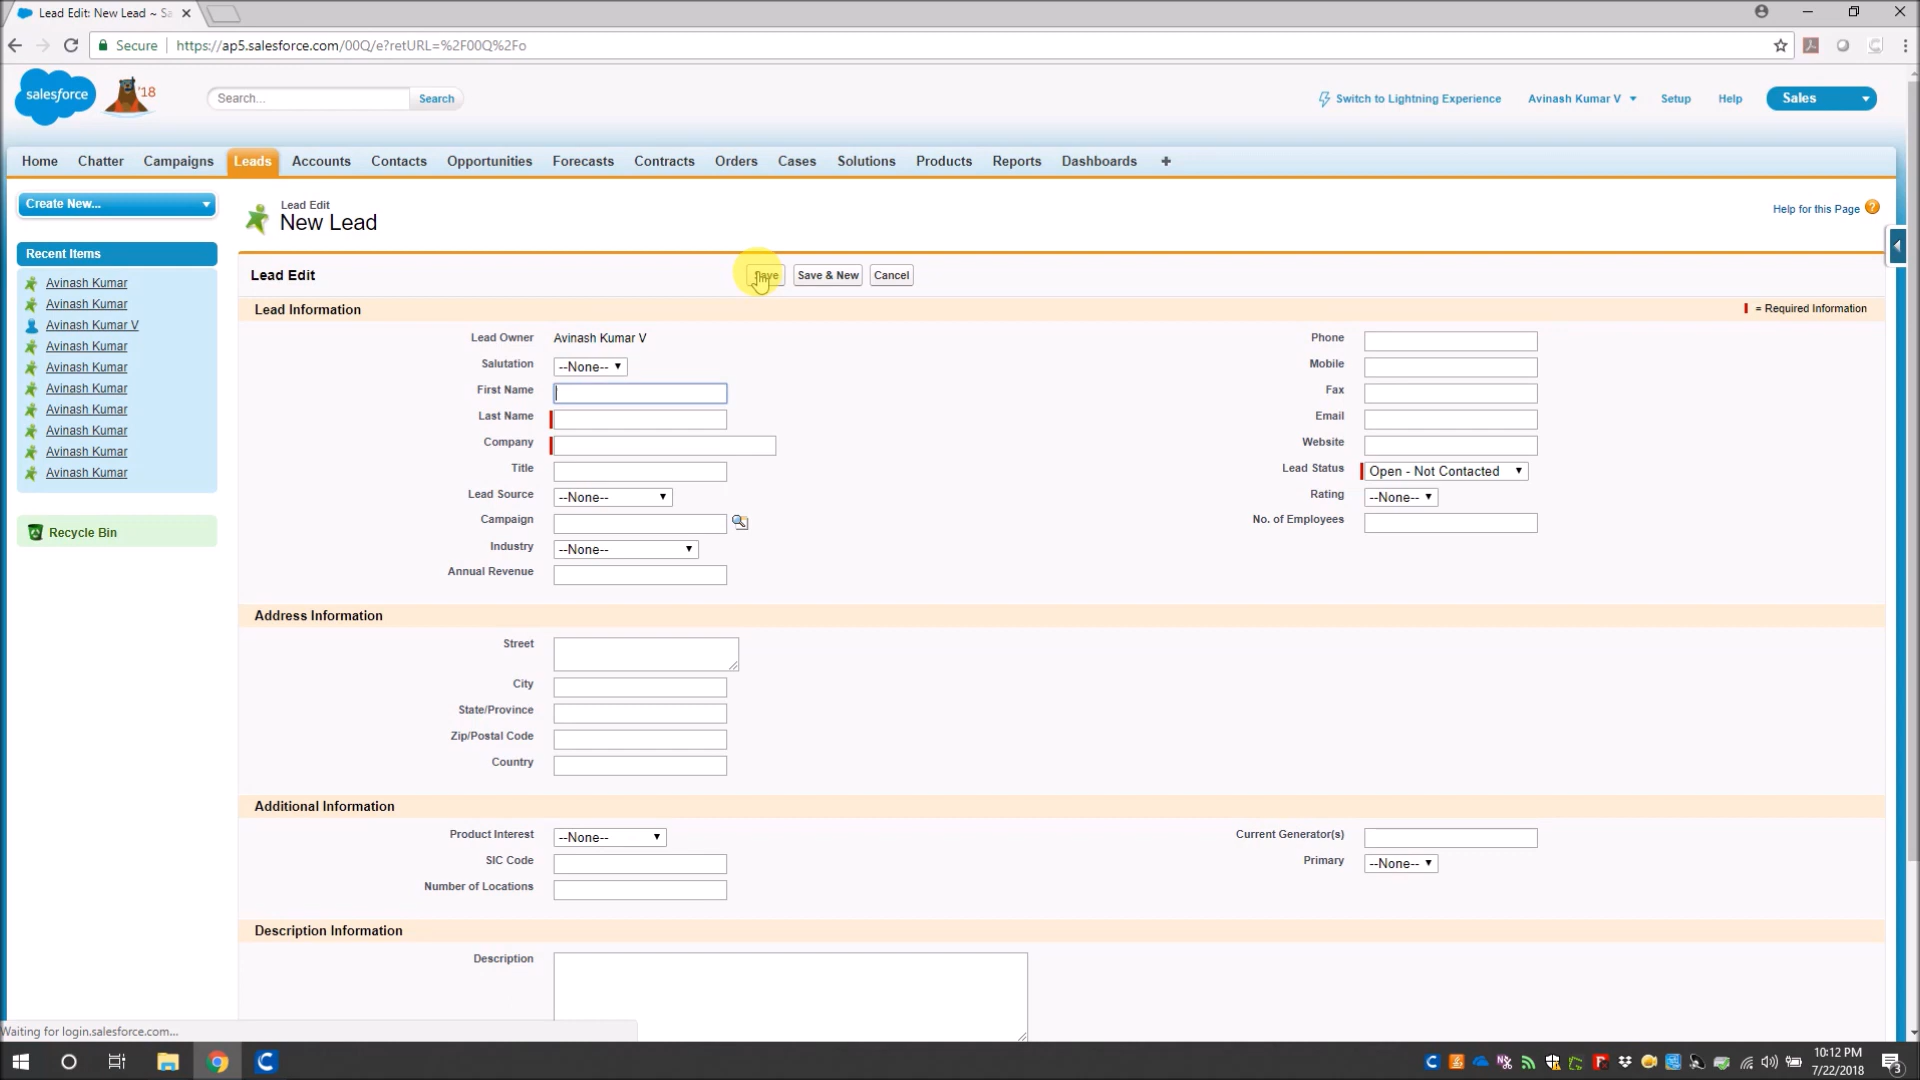 Lead Edit: New Lead ~ Sa
Secure
https://ap5.salesforce.com/00Q/e?retURL=%2F00Q%2Fo
salesforce
'18
Search...
Search
Switch to Lightning Experience
Avinash Kumar V
Setup
Help
Sales
Home
Chatter
Campaigns
Leads
Accounts
Contacts
Opportunities
Forecasts
Contracts
Orders
Cases
Solutions
Products
Reports
Dashboards
+
Create New...
Recent Items
Avinash Kumar
Avinash Kumar
Avinash Kumar V
Avinash Kumar
Avinash Kumar
Avinash Kumar
Avinash Kumar
Avinash Kumar
Avinash Kumar
Avinash Kumar
Recycle Bin
Lead Edit
New Lead
Help for this Page
Lead Edit
Save
Save & New
Cancel
Lead Information
= Required Information
Lead Owner
Avinash Kumar V
Salutation
--None--
First Name
Last Name
Company
Title
Lead Source
--None--
Campaign
Industry
--None--
Annual Revenue
Phone
Mobile
Fax
Email
Website
Lead Status
Open - Not Contacted
Rating
--None--
No. of Employees
Address Information
Street
City
State/Province
Zip/Postal Code
Country
Additional Information
Product Interest
--None--
SIC Code
Number of Locations
Current Generator(s)
Primary
--None--
Description Information
Description
Waiting for login.salesforce.com...
10:12 PM
7/22/2018
3